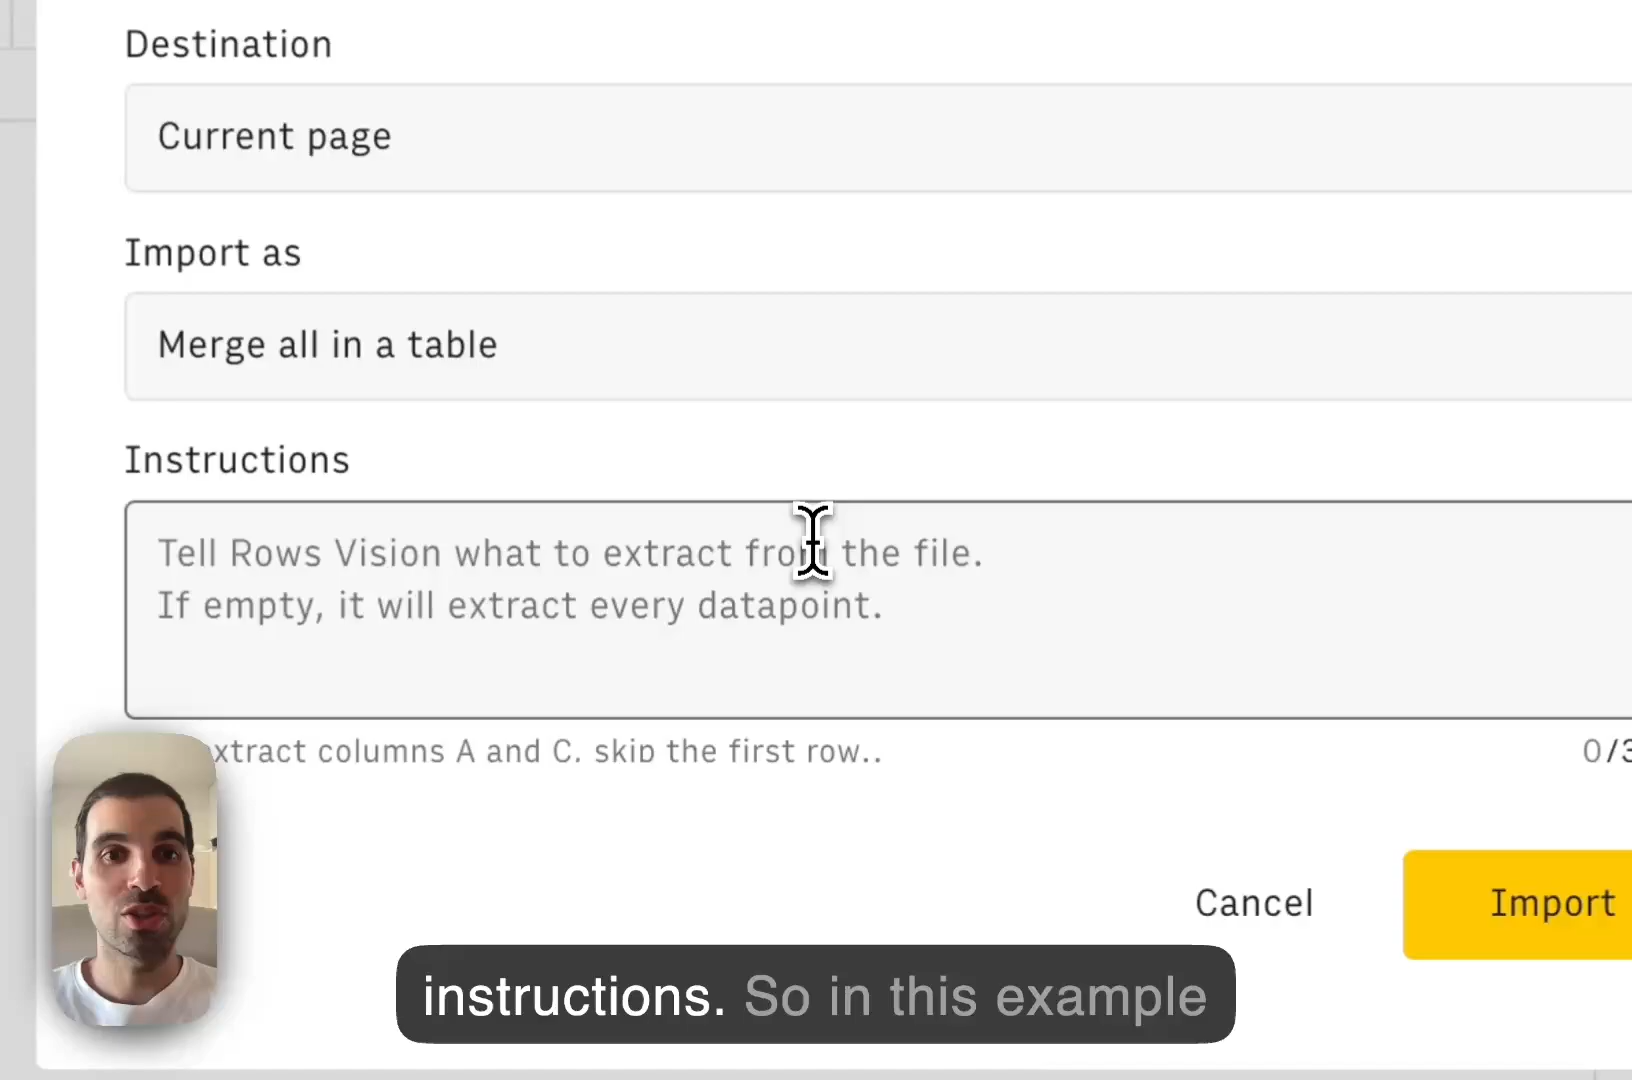 Destination
Current page
Import as
Merge all in a table
Instructions
Tell Rows Vision what to extract from the file.
If empty, it will extract every datapoint.
xtract columns A and C. skip the first row..
0/3
Cancel
Import
instructions. So in this example